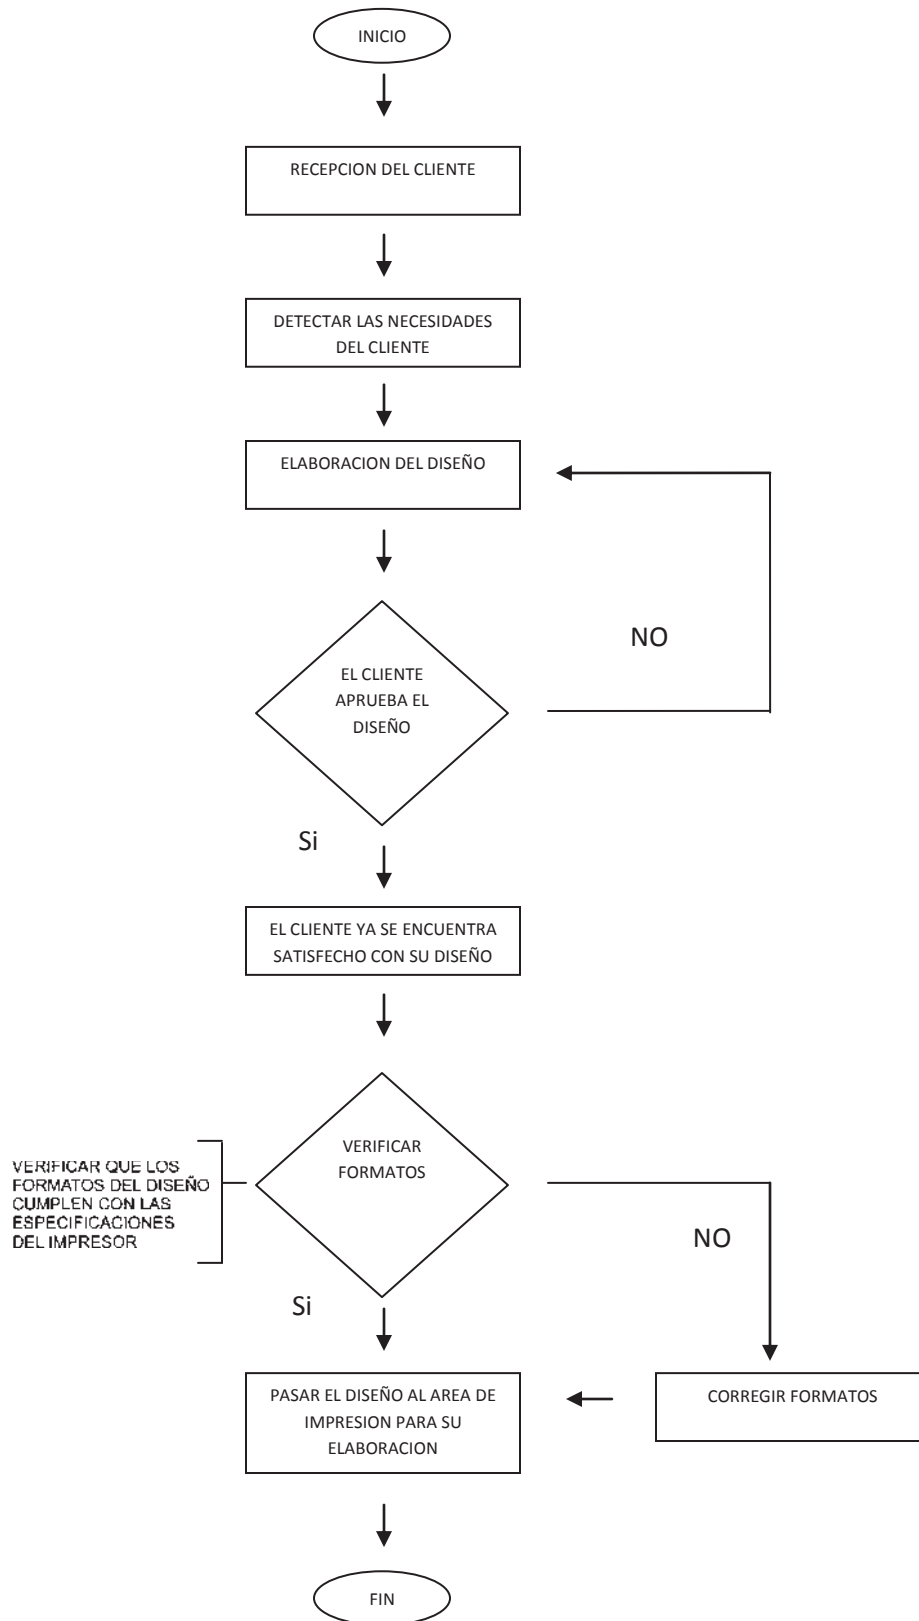 INICIO
RECEPCION DEL CLIENTE
DETECTAR LAS NECESIDADES
DEL CLIENTE
ELABORACION DEL DISEÑO
NO
EL CLIENTE
APRUEBA EL
DISEÑO
Si
EL CLIENTE YA SE ENCUENTRA
SATISFECHO CON SU DISEÑO
VERIFICAR
FORMATOS
VERIFICAR QUE LOS
FORMATOS DEL DISEÑO
CUMPLEN CON LAS
ESPECIFICACIONES
DEL IMPRESOR
NO
Si
PASAR EL DISEÑO AL AREA DE
IMPRESION PARA SU
ELABORACION
CORREGIR FORMATOS
FIN